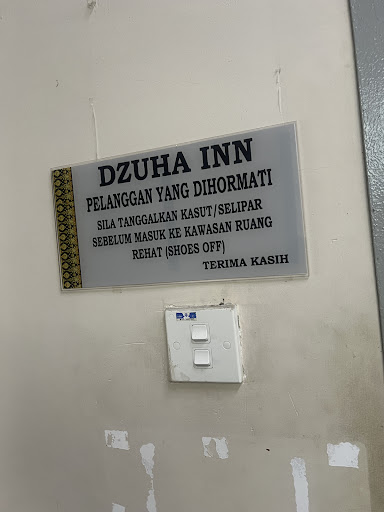 DZUHA INN
PELANGGAN YANG DIHORMATI
SILA TANGGALKAN KASUT/SELIPAR
SEBELUM MASUK KE KAWASAN RUANG
REHAT (SHOES OFF)
TERIMA KASIH